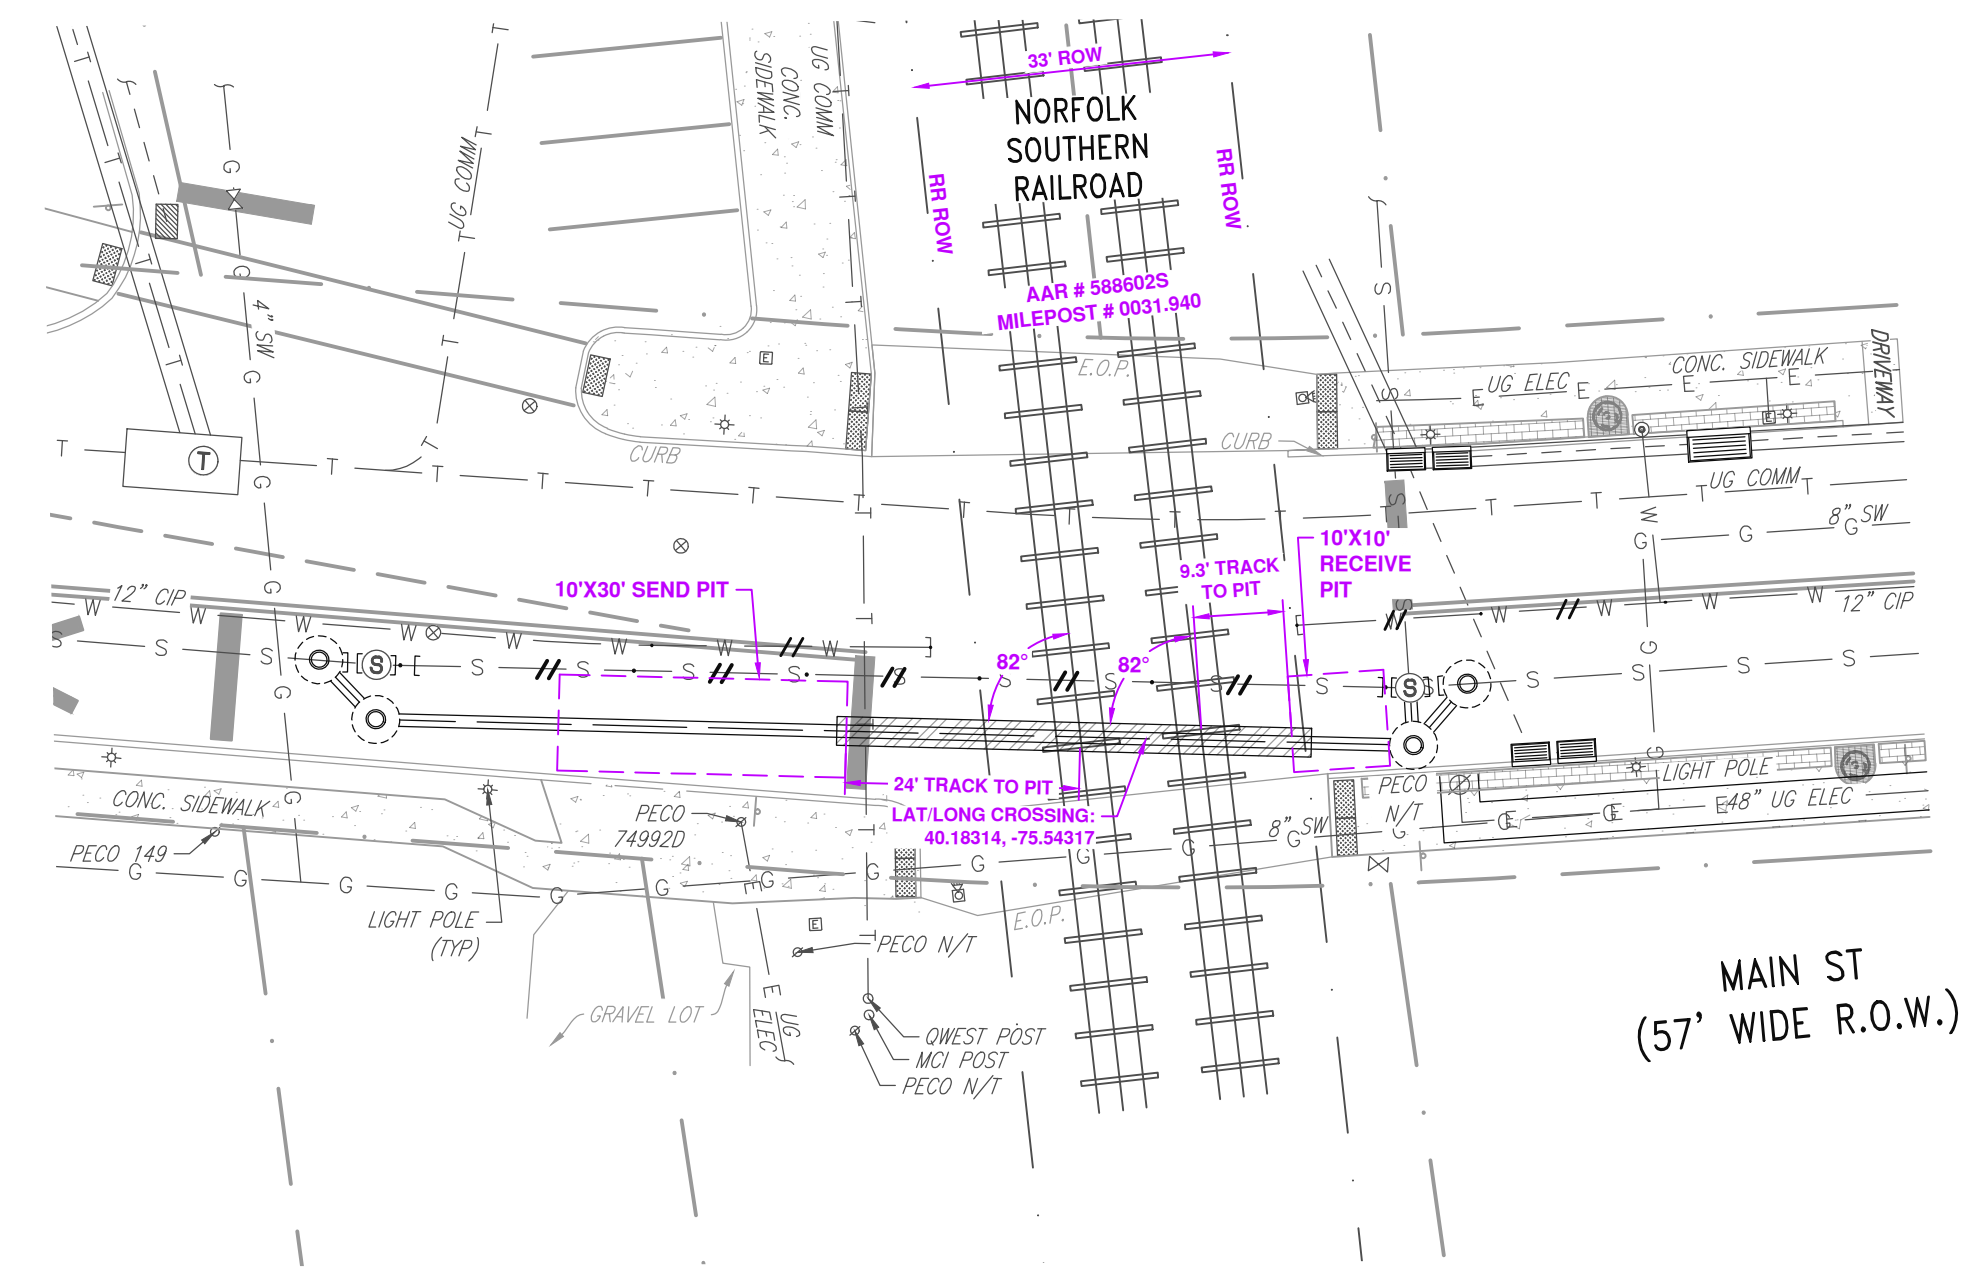 33' ROW
NORFOLK
SOUTHERN
RAILROAD
RR ROW
RR ROW
AAR # 588602S
MILEPOST # 0031.940
UG COMM
CONC.
SIDEWALK
UG COMM
4" SW
E.O.P.
CURB
CURB
UG ELEC
CONC. SIDEWALK
DRIVEWAY
UG COMM
8" SW
12" CIP
12" CIP
10'X30' SEND PIT
9.3' TRACK
TO PIT
10'X10'
RECEIVE
PIT
82°
82°
24' TRACK TO PIT
LAT/LONG CROSSING:
40.18314, -75.54317
CONC. SIDEWALK
PECO 149
LIGHT POLE
(TYP)
PECO
74992D
8" SW
PECO
N/T
LIGHT POLE
48" UG ELEC
E.O.P.
PECO N/T
GRAVEL LOT
UG
ELEC
QWEST POST
MCI POST
PECO N/T
MAIN ST
(57' WIDE R.O.W.)